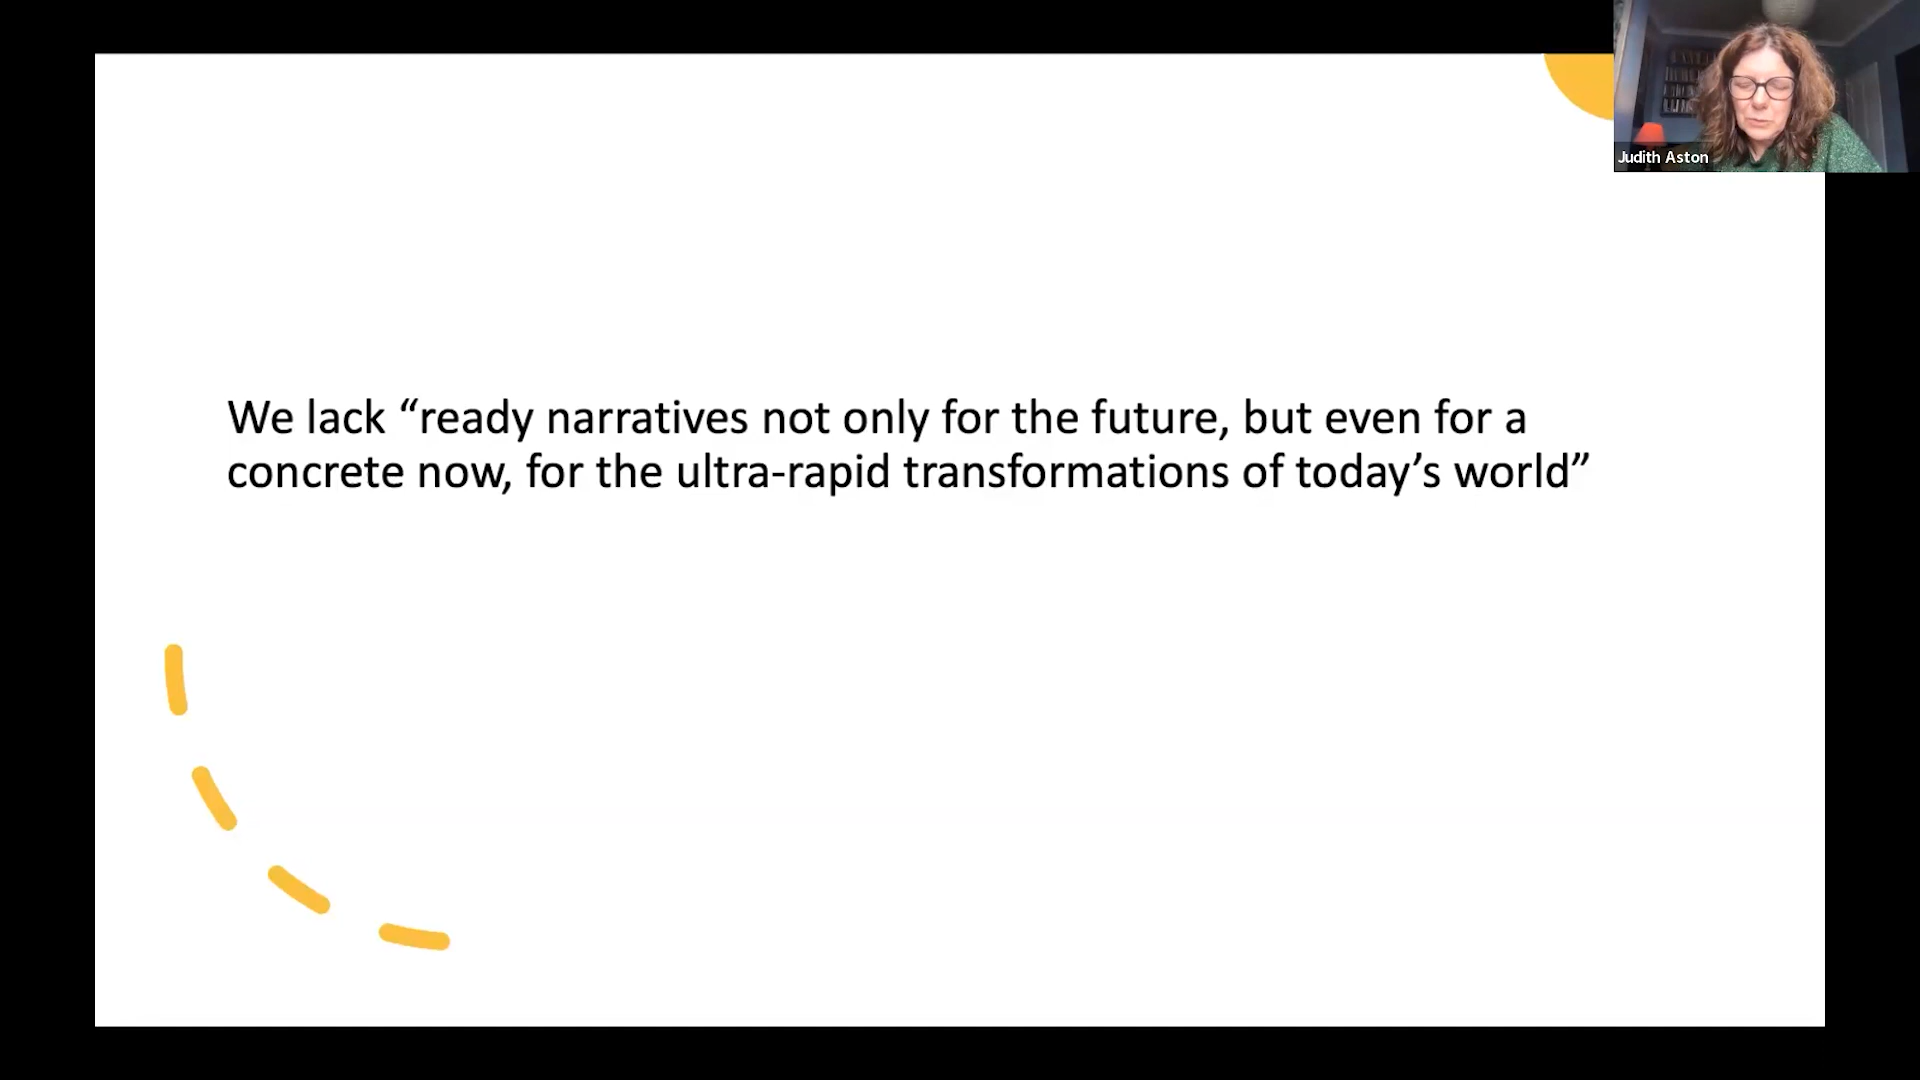 Judith Aston
We lack “ready narratives not only for the future, but even for a
concrete now, for the ultra-rapid transformations of today’s world”